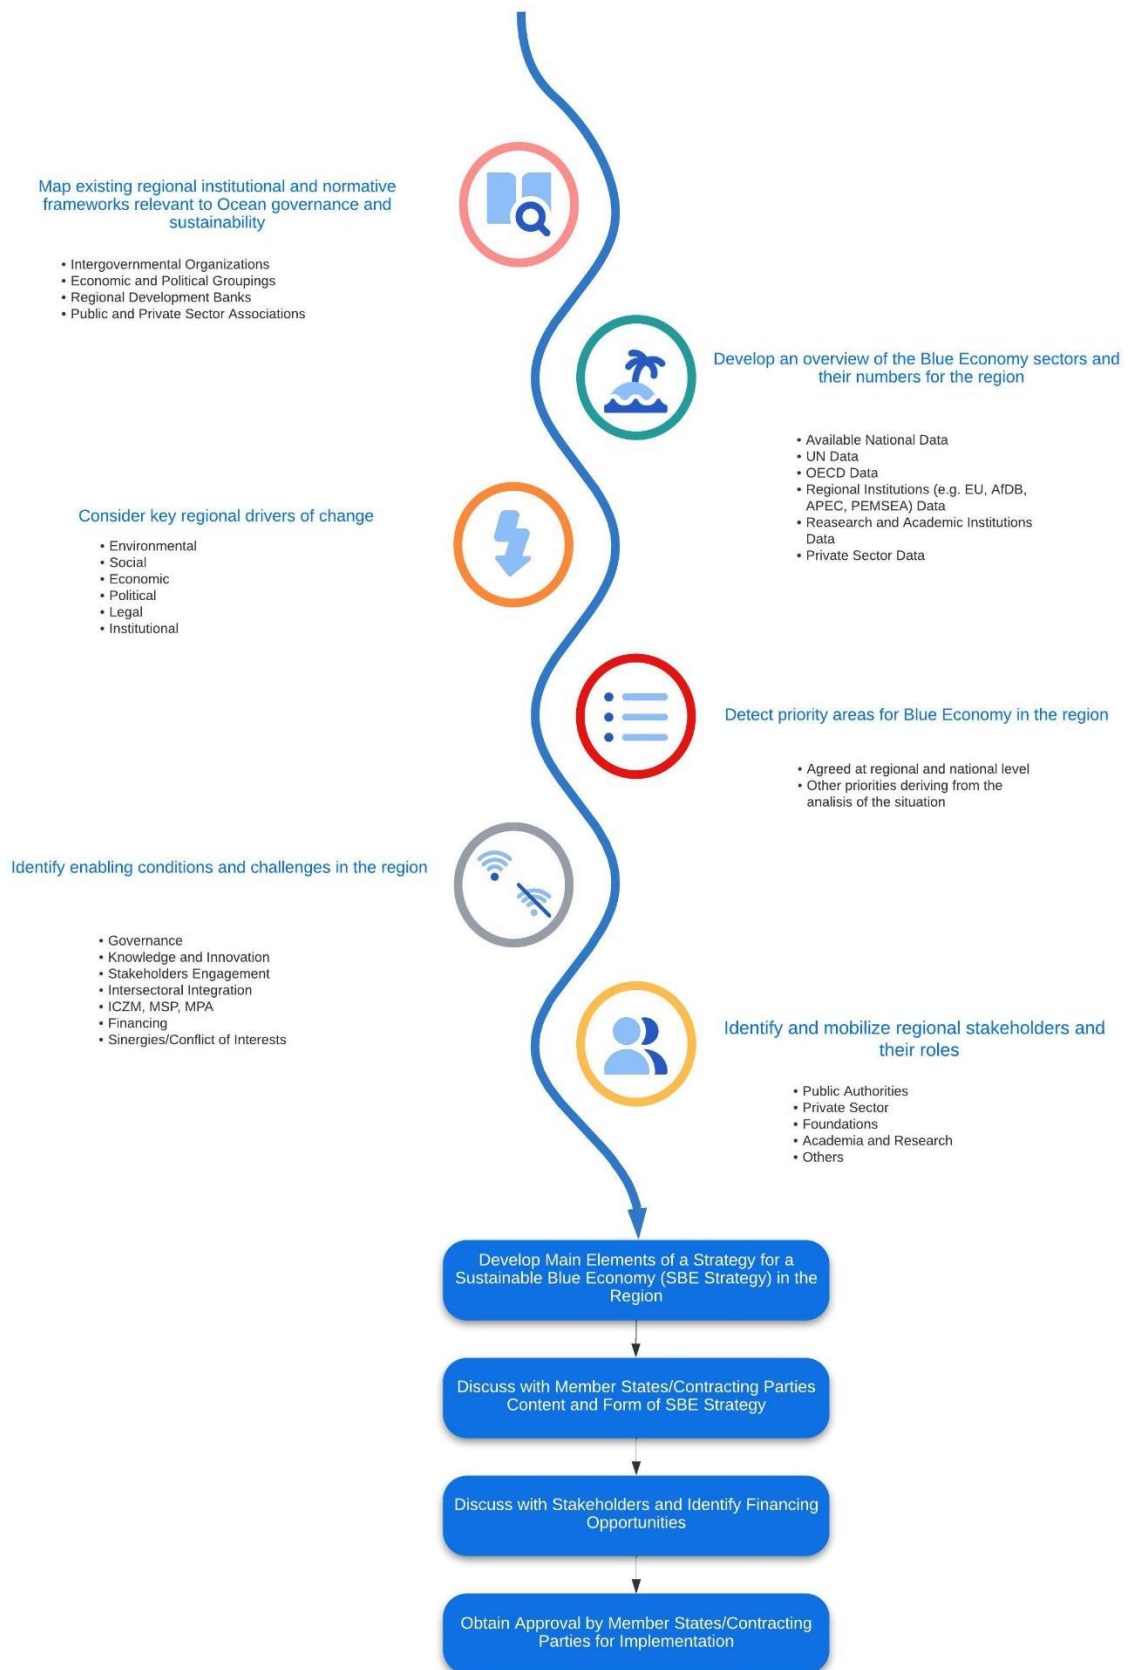 Map existing regional institutional and normative
frameworks relevant to Ocean governance and
sustainability
• Intergovernmental Organizations
• Economic and Political Groupings
• Regional Development Banks
• Public and Private Sector Associations
Develop an overview of the Blue Economy sectors and
their numbers for the region
• Available National Data
• UN Data
• OECD Data
• Regional Institutions (e.g. EU, AfDB,
APEC, PEMSEA) Data
• Reasearch and Academic Institutions
Data
• Private Sector Data
Consider key regional drivers of change
• Environmental
• Social
• Economic
• Political
• Legal
• Institutional
Detect priority areas for Blue Economy in the region
• Agreed at regional and national level
• Other priorities deriving from the
analisis of the situation
Identify enabling conditions and challenges in the region
• Governance
• Knowledge and Innovation
• Stakeholders Engagement
• Intersectoral Integration
• ICZM, MSP, MPA
• Financing
• Sinergies/Conflict of Interests
Identify and mobilize regional stakeholders and
their roles
• Public Authorities
• Private Sector
• Foundations
• Academia and Research
• Others
Develop Main Elements of a Strategy for a
Sustainable Blue Economy (SBE Strategy) in the
Region
Discuss with Member States/Contracting Parties
Content and Form of SBE Strategy
Discuss with Stakeholders and Identify Financing
Opportunities
Obtain Approval by Member States/Contracting
Parties for Implementation